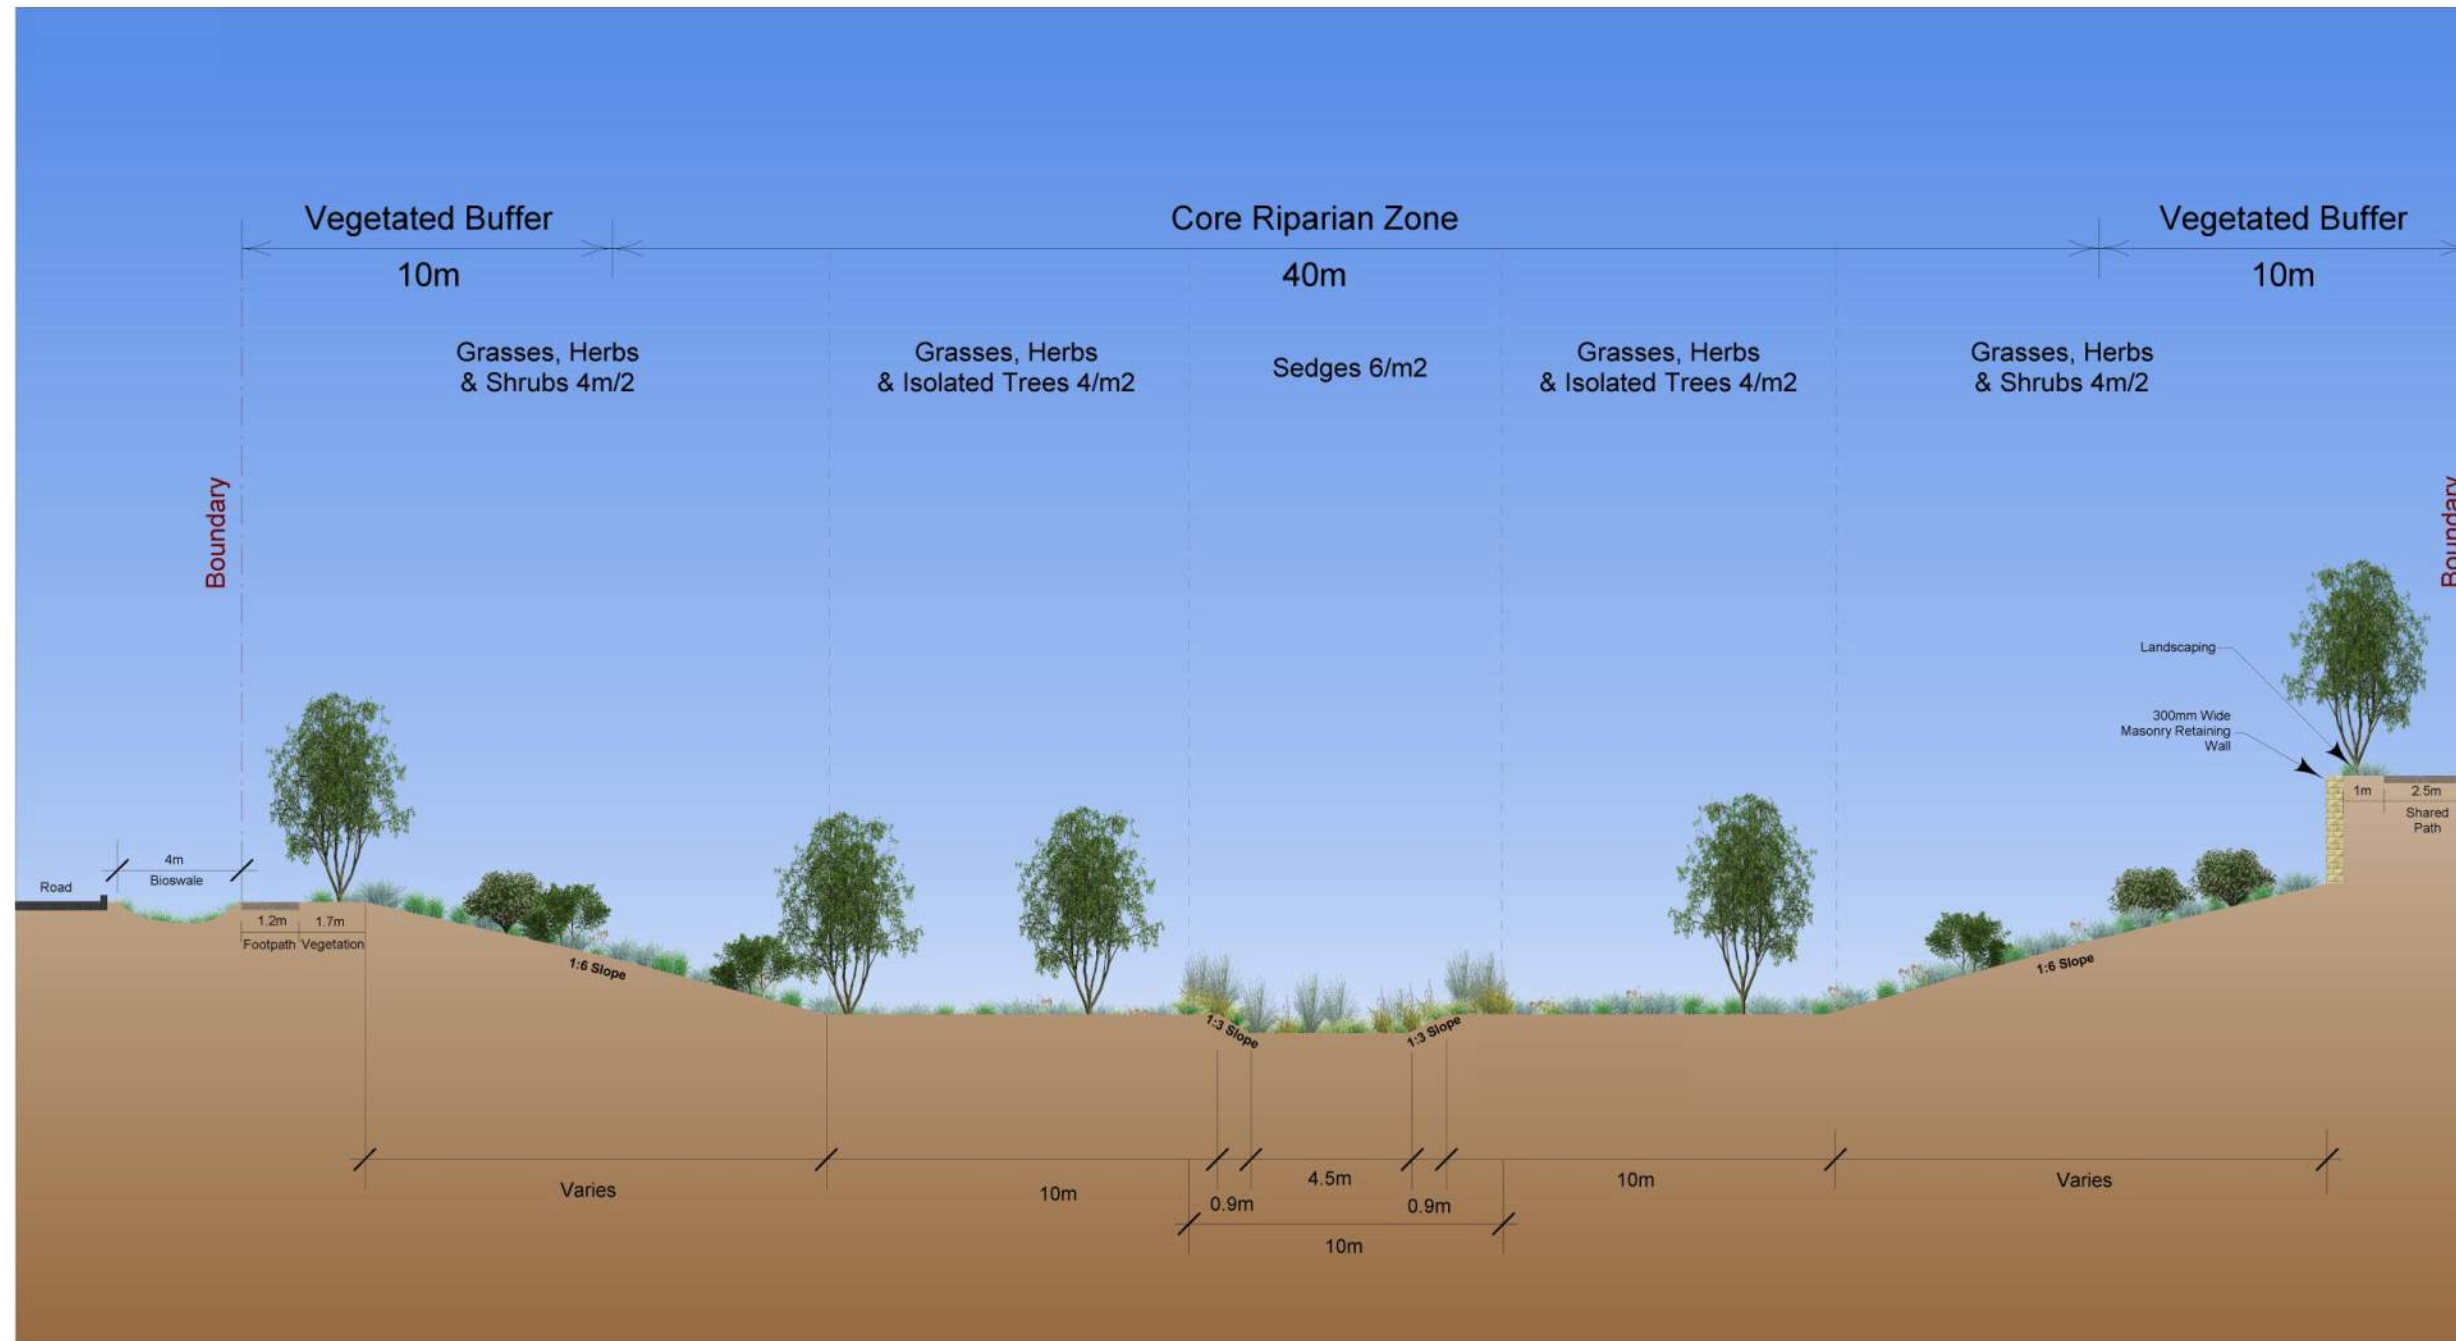 Vegetated Buffer
Core Riparian Zone
Vegetated Buffer
10m
40m
10m
Grasses, Herbs
& Shrubs 4m/2
Grasses, Herbs
& Isolated Trees 4/m2
Sedges 6/m2
Grasses, Herbs
& Isolated Trees 4/m2
Grasses, Herbs
& Shrubs 4m/2
Boundary
Boundary
Landscaping
300mm Wide
Masonry Retaining
Wall
1m
2.5m
Shared
Path
4m
Bioswale
Road
1.2m
1.7m
Footpath
Vegetation
1:6 Slope
1:3 Slope
1:3 Slope
1:6 Slope
Varies
10m
0.9m
4.5m
0.9m
10m
Varies
10m